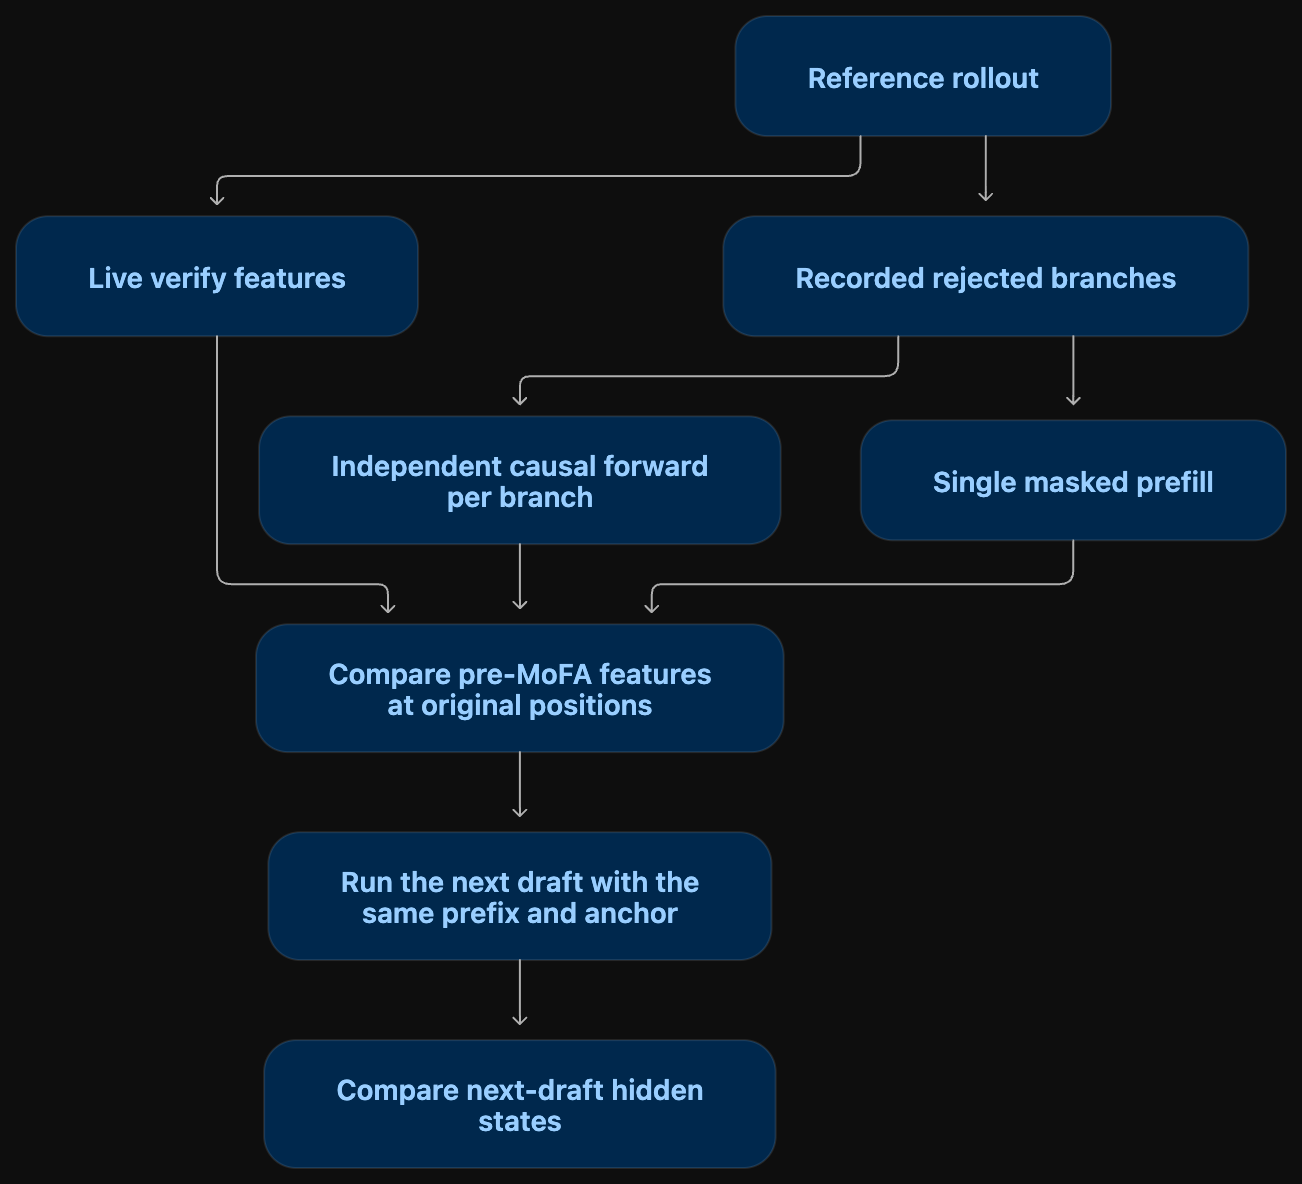 Reference rollout
Live verify features
Recorded rejected branches
Independent causal forward
per branch
Single masked prefill
Compare pre-MoFA features
at original positions
Run the next draft with the
same prefix and anchor
Compare next-draft hidden
states